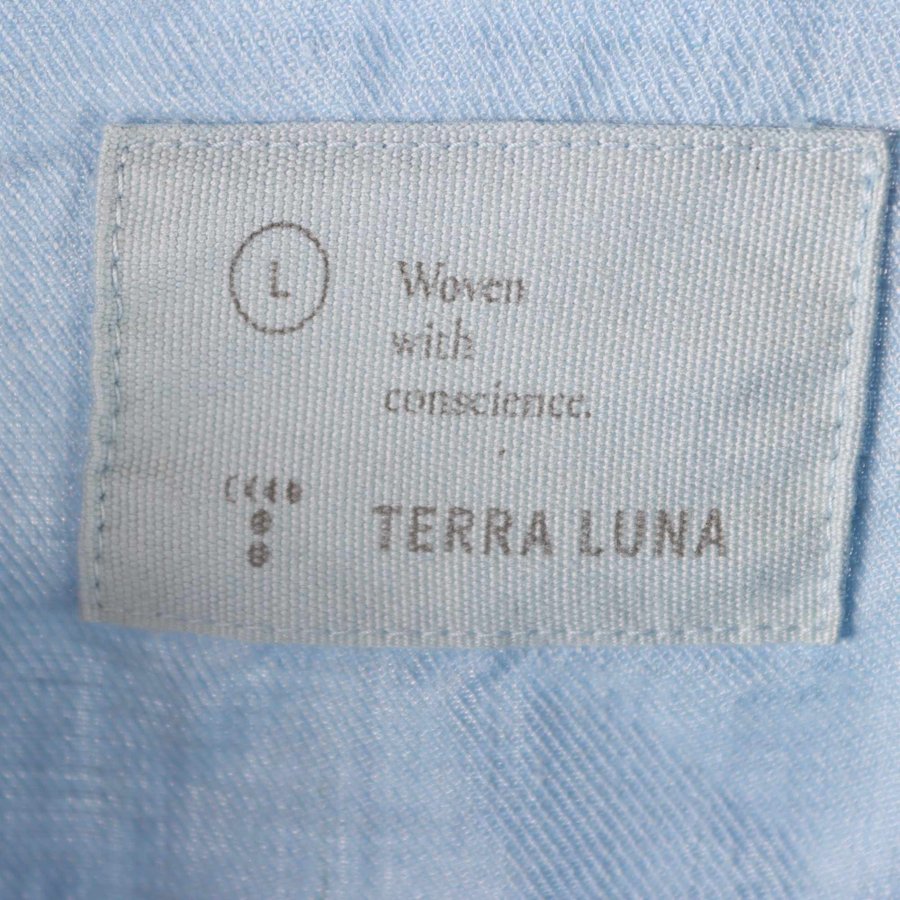 L
Woven
with
conscience.
TERRA LUNA